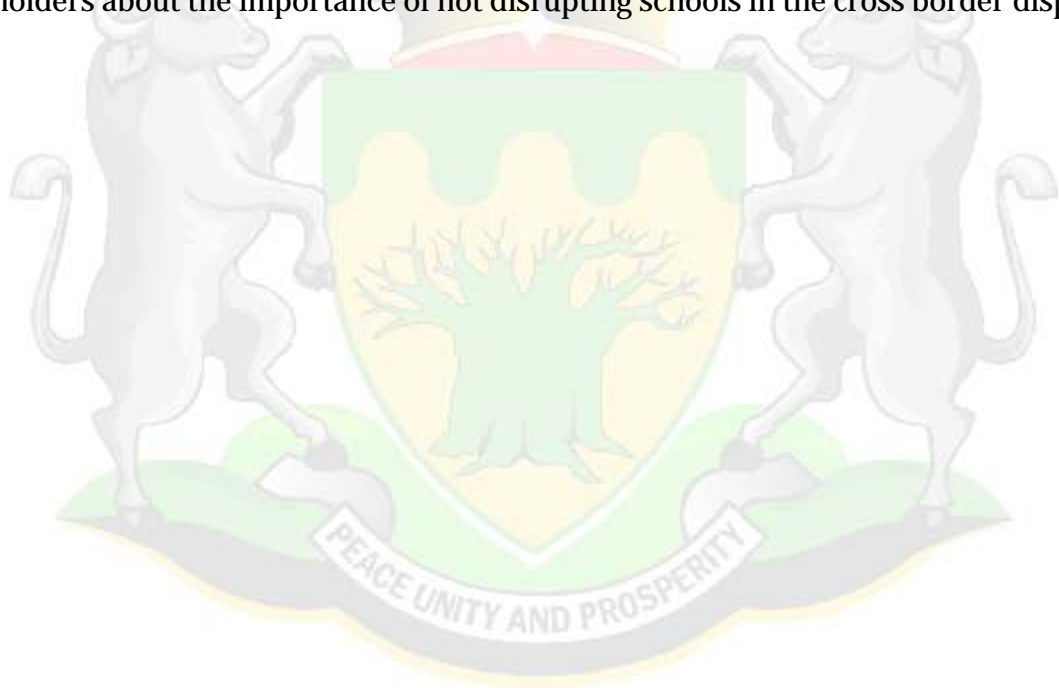 holders about the importance of not disrupting schools in the cross border disp
PEACE UNITY AND PROSPERITY